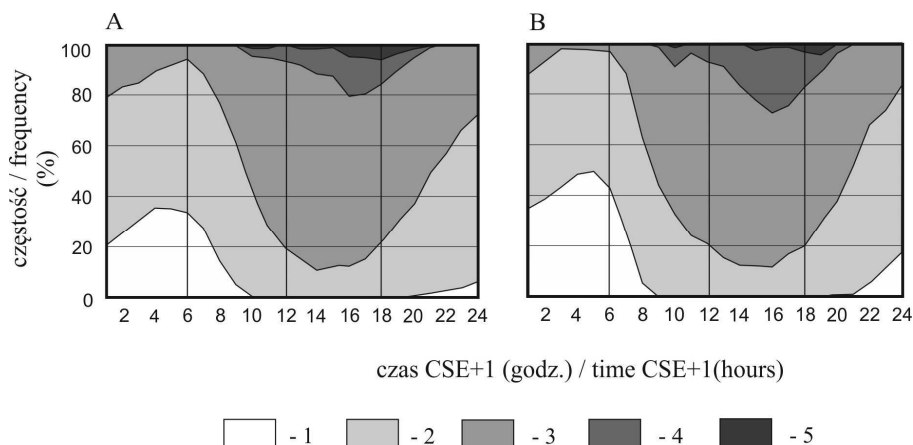 A
B
częstość / frequency
(%)
100
80
60
40
20
0
2 4 6 8 10 12 14 16 18 20 22 24
2 4 6 8 10 12 14 16 18 20 22 24
czas CSE+1 (godz.) / time CSE+1(hours)
- 1 - 2 - 3 - 4 - 5